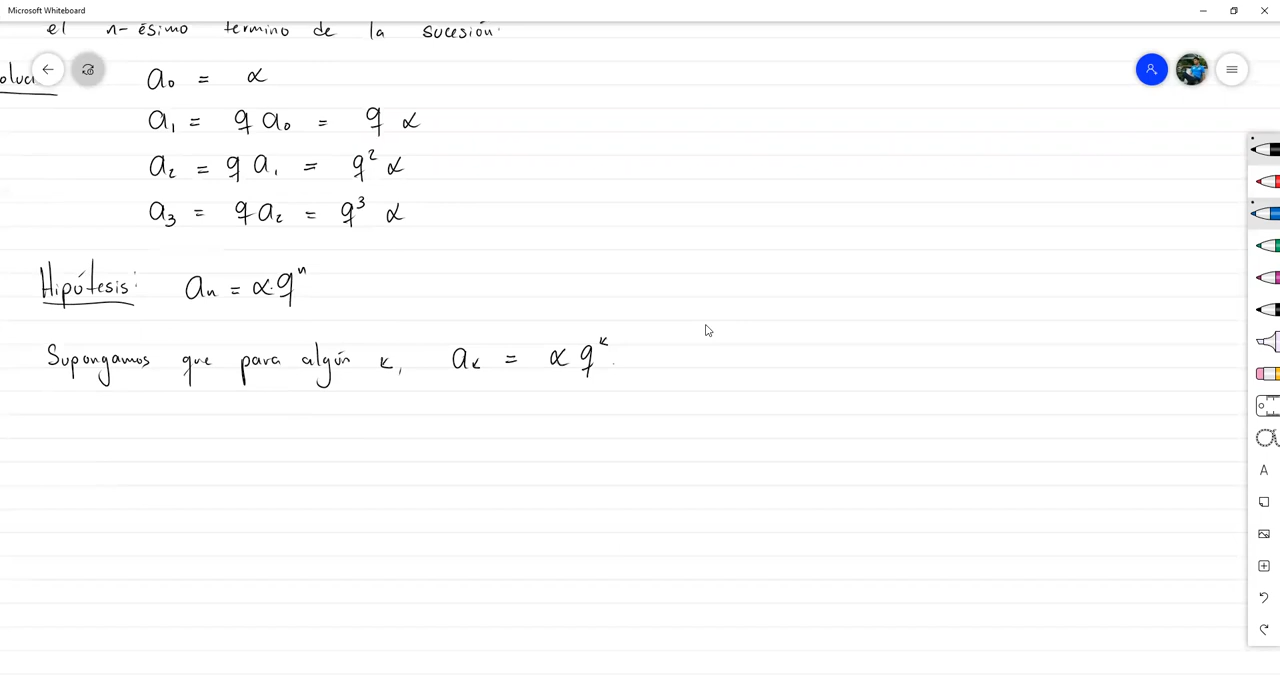 Microsoft Whiteboard
el n-ésimo termino de la sucesión:
a₀ = α
a₁ = q a₀ = q α
a₂ = q a₁ = q² α
a₃ = q a₂ = q³ α
Hipótesis: aₙ = α·qⁿ
Supongamos que para algún k, aₖ = α qᵏ.
A